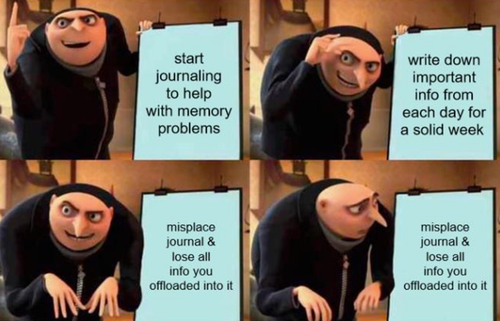 start
journaling
to help
with memory
problems
write down
important
info from
each day for
a solid week
misplace
journal &
lose all
info you
offloaded into it
misplace
journal &
lose all
info you
offloaded into it